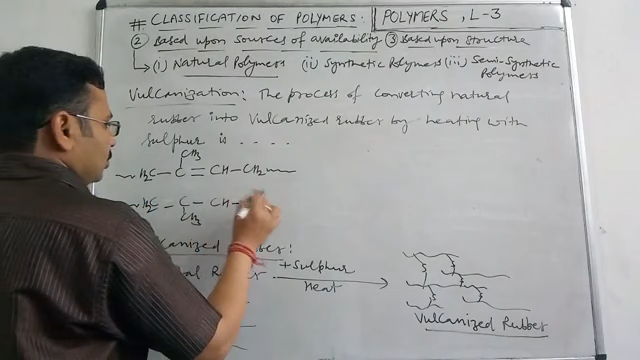 # CLASSIFICATION OF POLYMERS: POLYMERS, L-3
② Based upon Sources of availability ③ Based upon Structure
(i) Natural Polymers (ii) Synthetic Polymers (iii) Semi-Synthetic Polymers
Vulcanization: The process of converting natural
rubber into Vulcanized rubber by heating with
Sulphur is ....
CH3
H2C - C = CH - CH2
H2C - C - CH -
CH3
Rubber:
+ Sulphur
Heat
Vulcanized Rubber